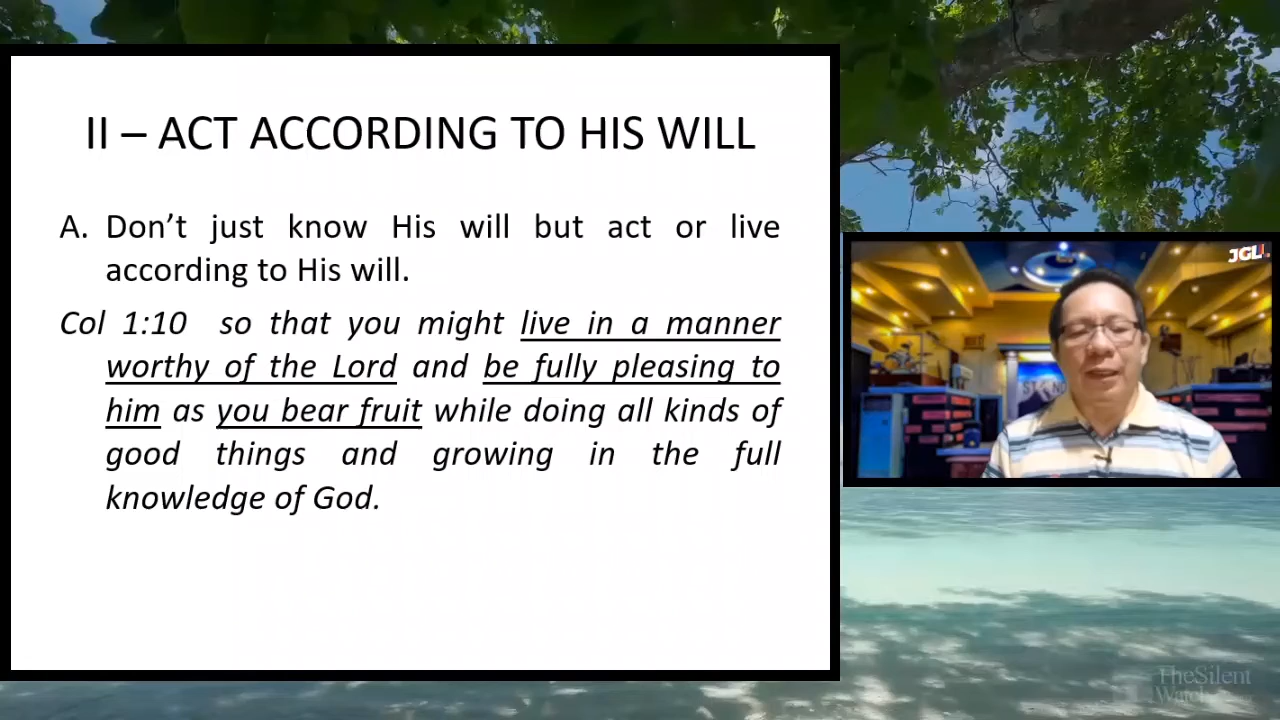 II – ACT ACCORDING TO HIS WILL
A. Don’t just know His will but act or live
according to His will.
Col 1:10 so that you might live in a manner
worthy of the Lord and be fully pleasing to
him as you bear fruit while doing all kinds of
good things and growing in the full
knowledge of God.
TheSilent